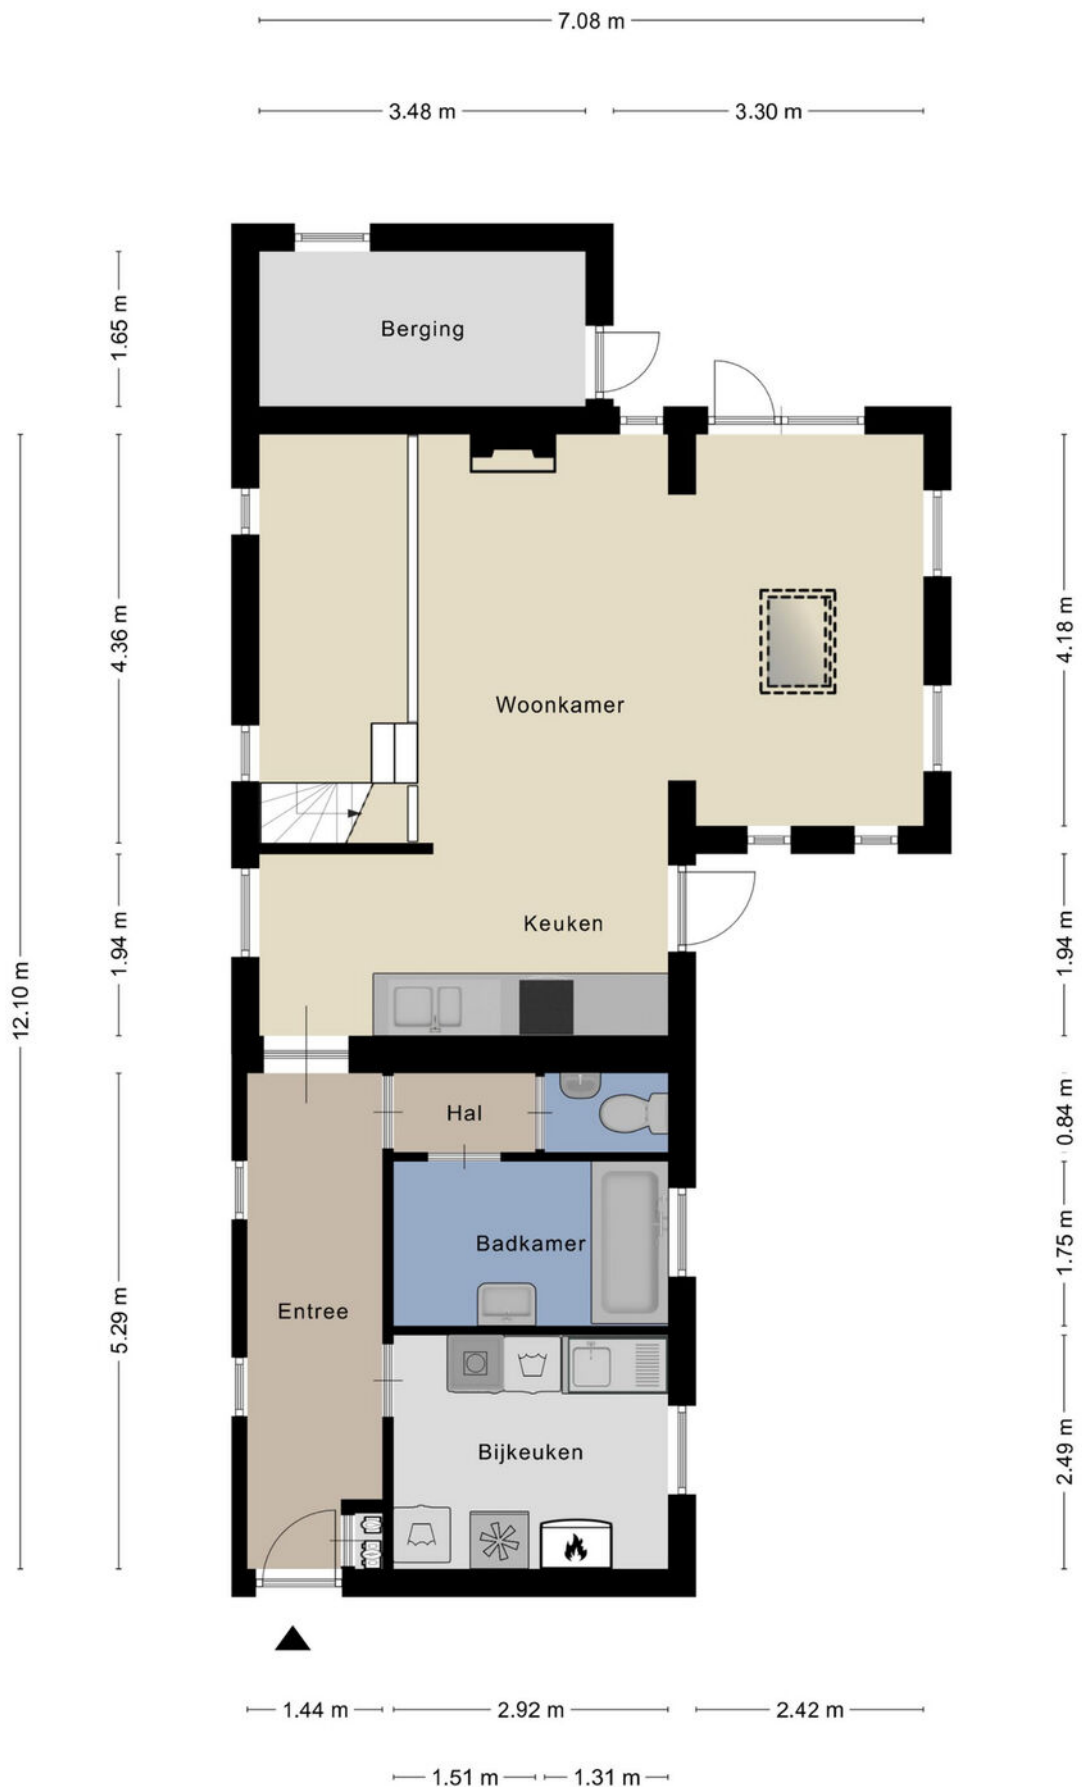 7.08 m
3.48 m
3.30 m
1.65 m
Berging
4.36 m
4.18 m
Woonkamer
Keuken
1.94 m
1.94 m
12.10 m
Hal
0.84 m
1.75 m
Badkamer
Entree
5.29 m
Bijkeuken
2.49 m
1.44 m
2.92 m
2.42 m
1.51 m
1.31 m